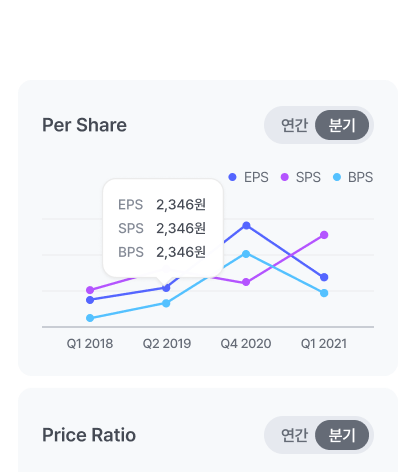 Per Share 연간 분기
EPS SPS BPS
EPS 2,346원
SPS 2,346원
BPS 2,346원
Q1 2018 Q2 2019 Q4 2020 Q1 2021
Price Ratio 연간 분기